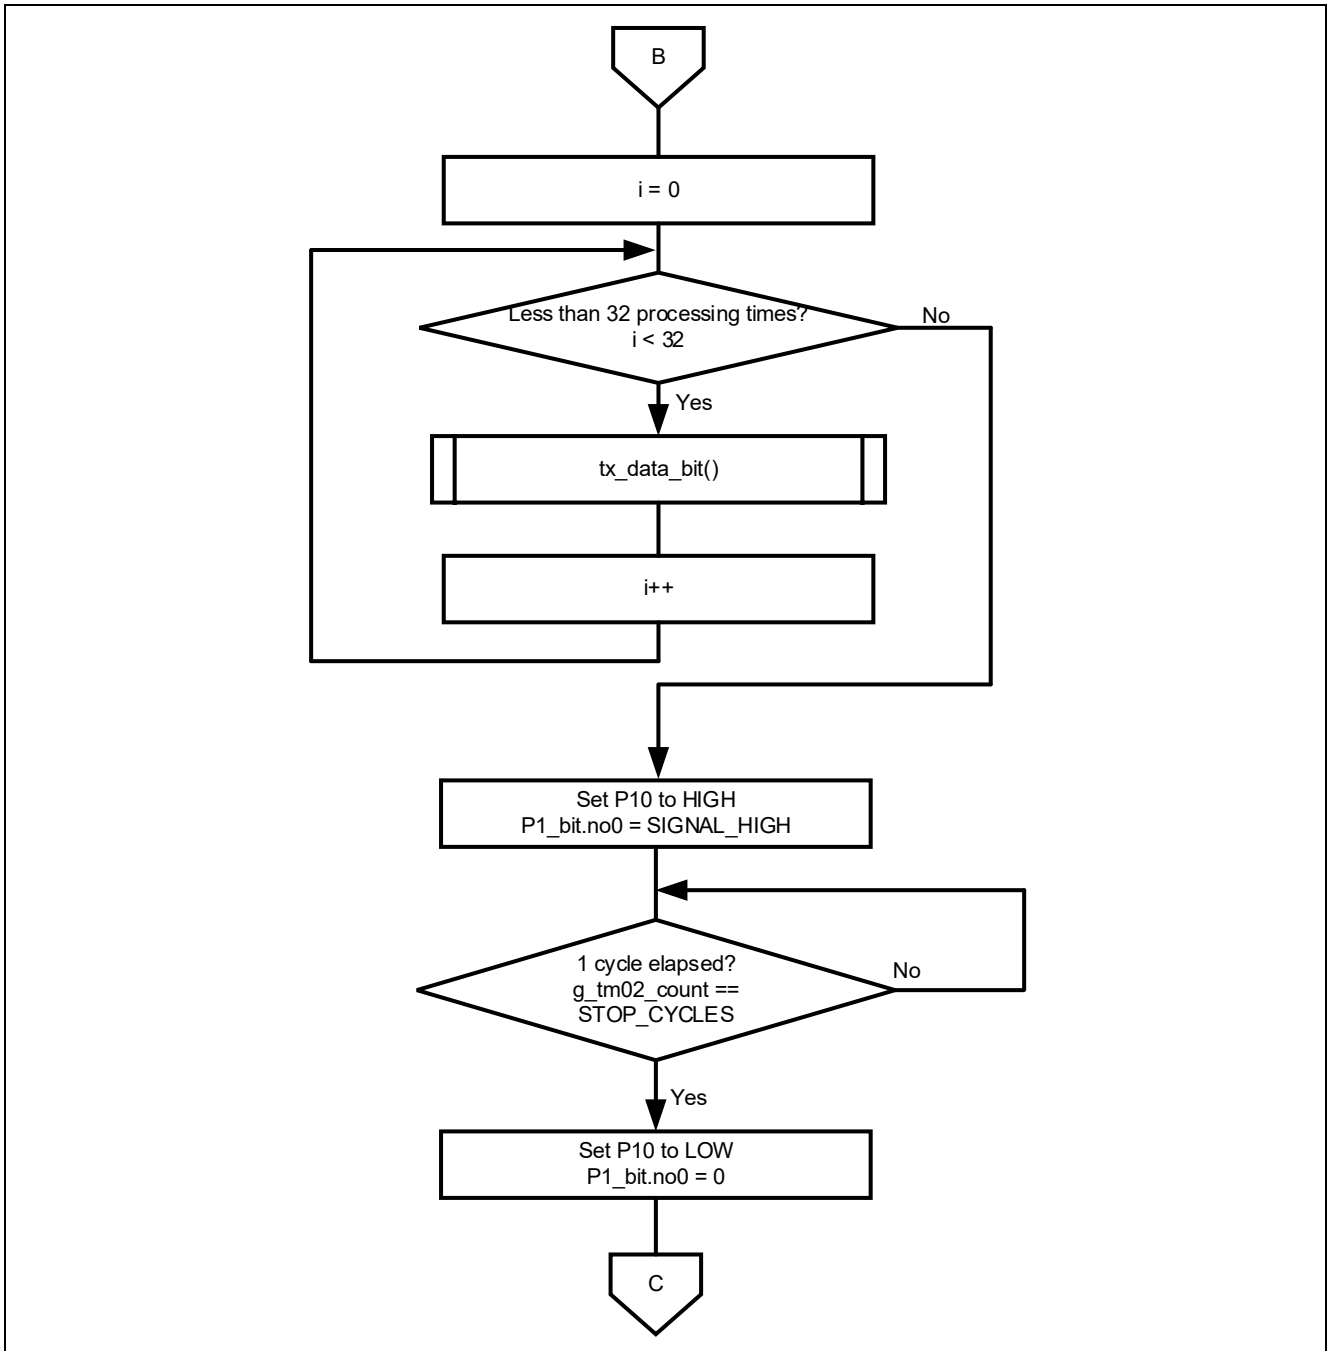 B
i = 0
Less than 32 processing times?
i < 32
No
Yes
tx_data_bit()
i++
Set P10 to HIGH
P1_bit.no0 = SIGNAL_HIGH
1 cycle elapsed?
g_tm02_count ==
STOP_CYCLES
No
Yes
Set P10 to LOW
P1_bit.no0 = 0
C